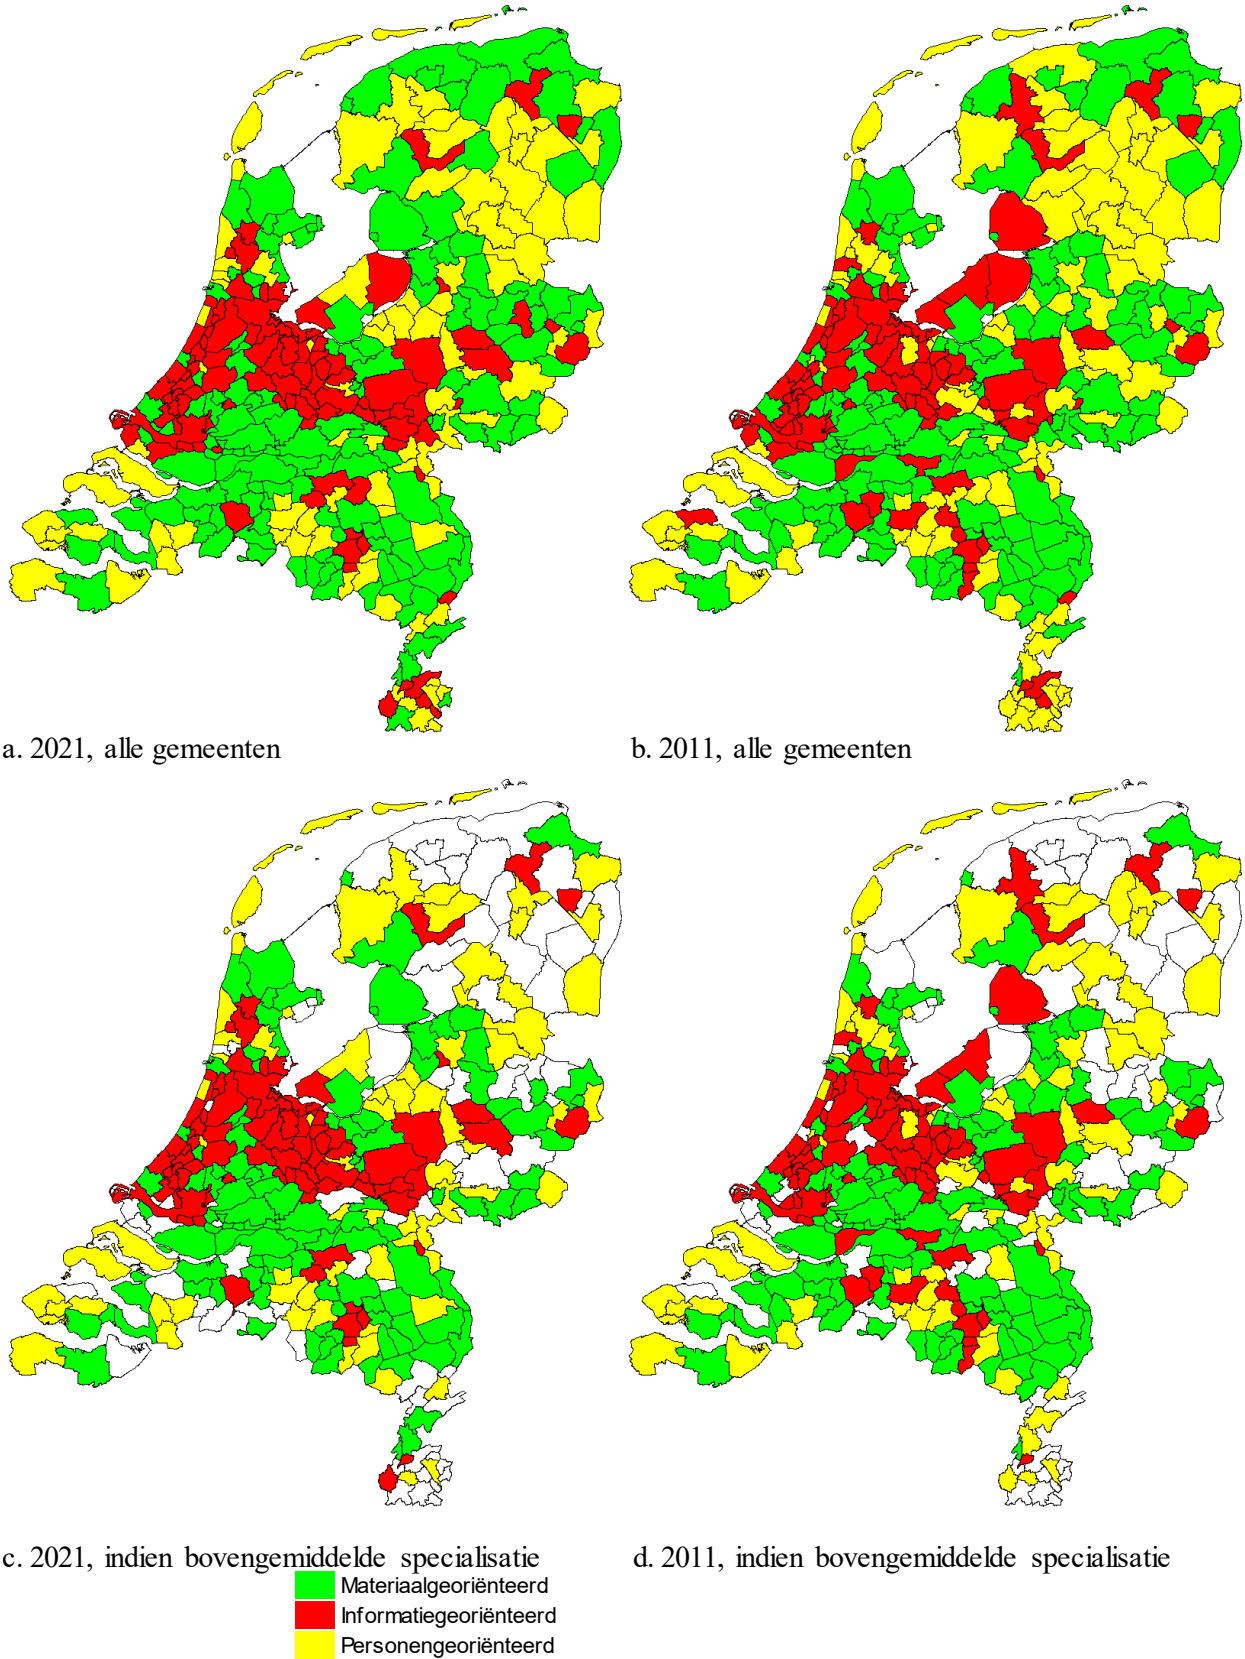 a. 2021, alle gemeenten
b. 2011, alle gemeenten
c. 2021, indien bovengemiddelde specialisatie
d. 2011, indien bovengemiddelde specialisatie
Materiaalgeoriënteerd
Informatiegeoriënteerd
Personengeoriënteerd